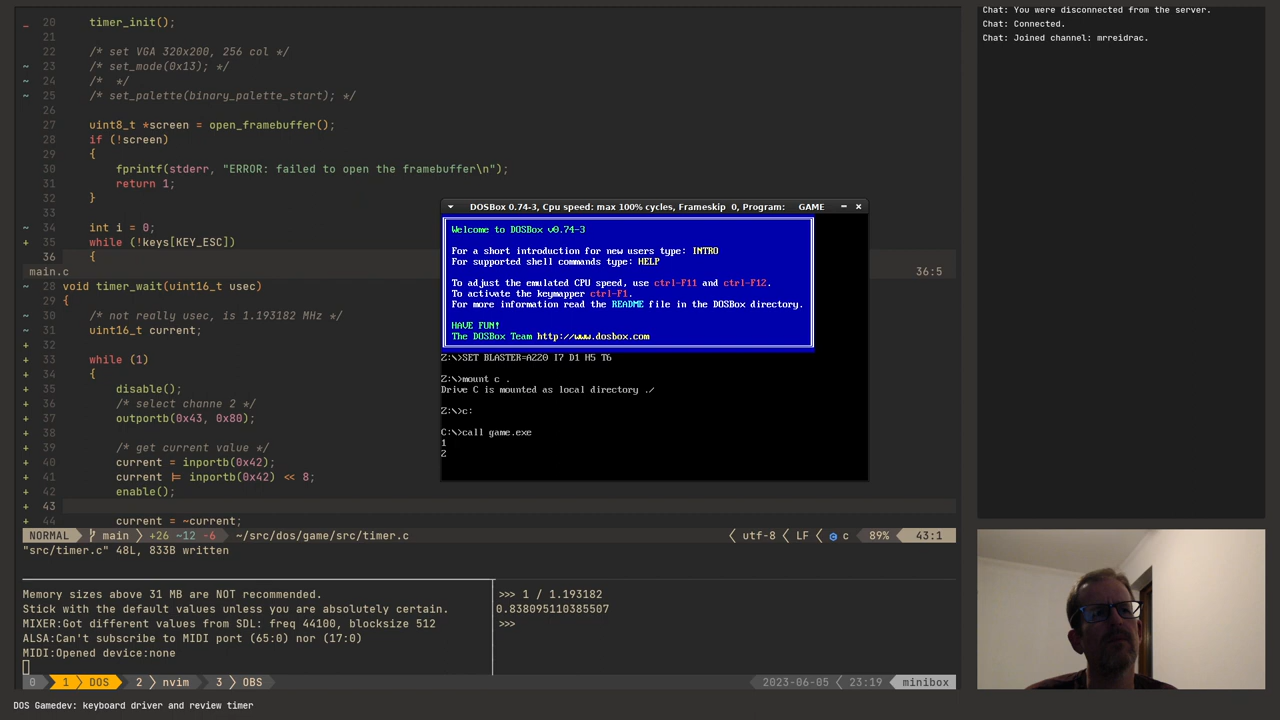 _ 20 timer_init();
21
22 /* set VGA 320x200, 256 col */
~ 23 /* set_mode(0x13); */
~ 24 /*  */
~ 25 /* set_palette(binary_palette_start); */
26
27 uint8_t *screen = open_framebuffer();
28 if (!screen)
29 {
30 fprintf(stderr, "ERROR: failed to open the framebuffer\n");
31 return 1;
32 }
33
~ 34 int i = 0;
+ 35 while (!keys[KEY_ESC])
36 {
main.c 36:5
~ 28 void timer_wait(uint16_t usec)
29 {
~ 30 /* not really usec, is 1.193182 MHz */
~ 31 uint16_t current;
~ 32
+ 33 while (1)
+ 34 {
+ 35 disable();
+ 36 /* select channe 2 */
+ 37 outportb(0x43, 0x80);
+ 38
+ 39 /* get current value */
+ 40 current = inportb(0x42);
+ 41 current |= inportb(0x42) << 8;
+ 42 enable();
+ 43
+ 44 current = ~current;
NORMAL main +26 ~12 -6 ~/src/dos/game/src/timer.c utf-8 LF c 89% 43:1
"src/timer.c" 48L, 833B written
Memory sizes above 31 MB are NOT recommended.
Stick with the default values unless you are absolutely certain.
MIXER:Got different values from SDL: freq 44100, blocksize 512
ALSA:Can't subscribe to MIDI port (65:0) nor (17:0)
MIDI:Opened device:none
>>> 1 / 1.193182
0.838095110385507
>>>
0 1 DOS 2 nvim 3 OBS 2023-06-05 23:19 minibox
DOS Gamedev: keyboard driver and review timer
DOSBox 0.74-3, Cpu speed: max 100% cycles, Frameskip 0, Program: GAME
Welcome to DOSBox v0.74-3
For a short introduction for new users type: INTRO
For supported shell commands type: HELP
To adjust the emulated CPU speed, use ctrl-F11 and ctrl-F12.
To activate the keymapper ctrl-F1.
For more information read the README file in the DOSBox directory.
HAVE FUN!
The DOSBox Team http://www.dosbox.com
Z:\>SET BLASTER=A220 I7 D1 H5 T6
Z:\>mount c .
Drive C is mounted as local directory ./
Z:\>c:
C:\>call game.exe
1
2
Chat: You were disconnected from the server.
Chat: Connected.
Chat: Joined channel: mrreidrac.